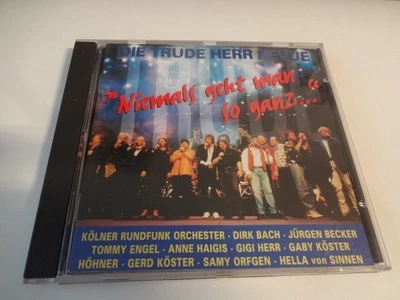 DIE TRUDE HERR
"Niemals geht man
so ganz..."
KÖLNER RUNDFUNK ORCHESTER · DIRK BACH · JÜRGEN BECKER
TOMMY ENGEL · ANNE HAIGIS · GIGI HERR · GABY KÖSTER
HÖHNER · GERD KÖSTER · SAMY ORFGEN · HELLA von SINNEN